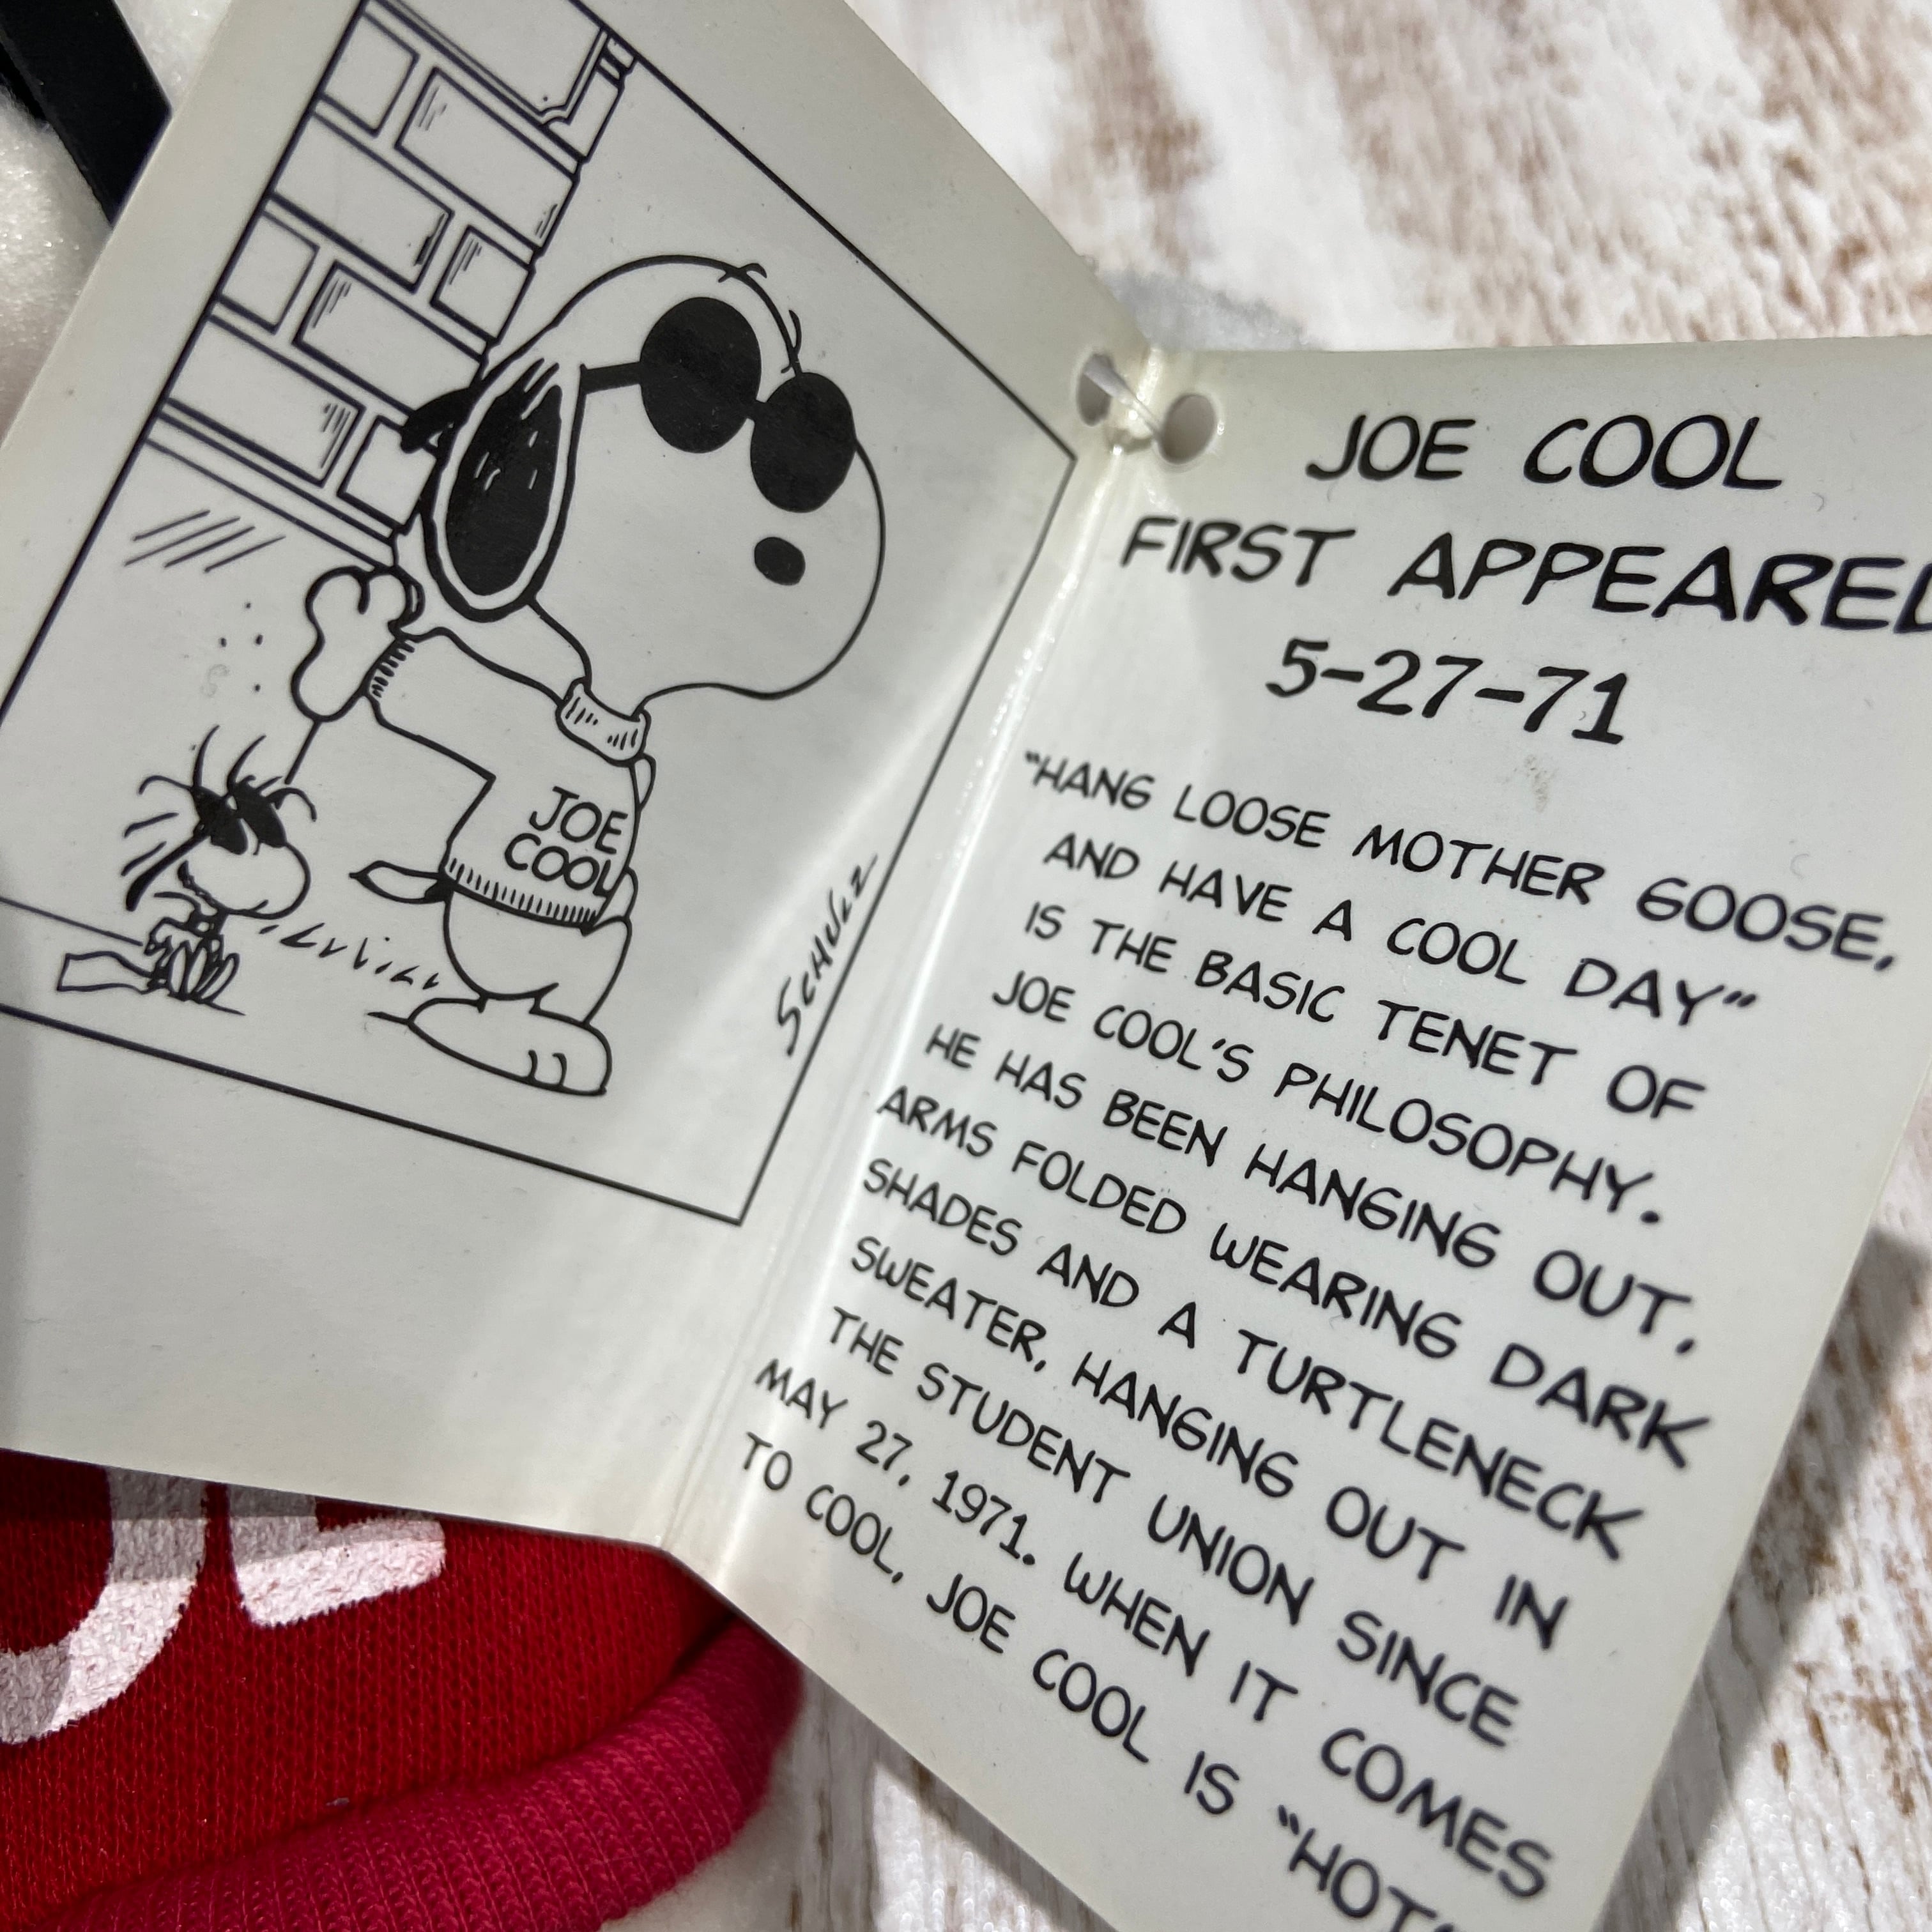 JOE
COOL
SCHULZ
JOE COOL
FIRST APPEARED
5-27-71
"HANG LOOSE MOTHER GOOSE,
AND HAVE A COOL DAY"
IS THE BASIC TENET OF
JOE COOL'S PHILOSOPHY.
HE HAS BEEN HANGING OUT,
ARMS FOLDED WEARING DARK
SHADES AND A TURTLENECK
SWEATER, HANGING OUT IN
THE STUDENT UNION SINCE
MAY 27, 1971. WHEN IT COMES
TO COOL, JOE COOL IS